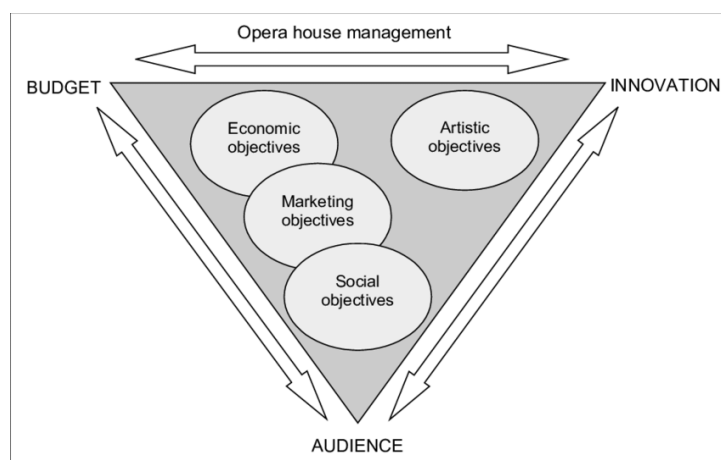 Opera house management
BUDGET
INNOVATION
Economic
objectives
Artistic
objectives
Marketing
objectives
Social
objectives
AUDIENCE